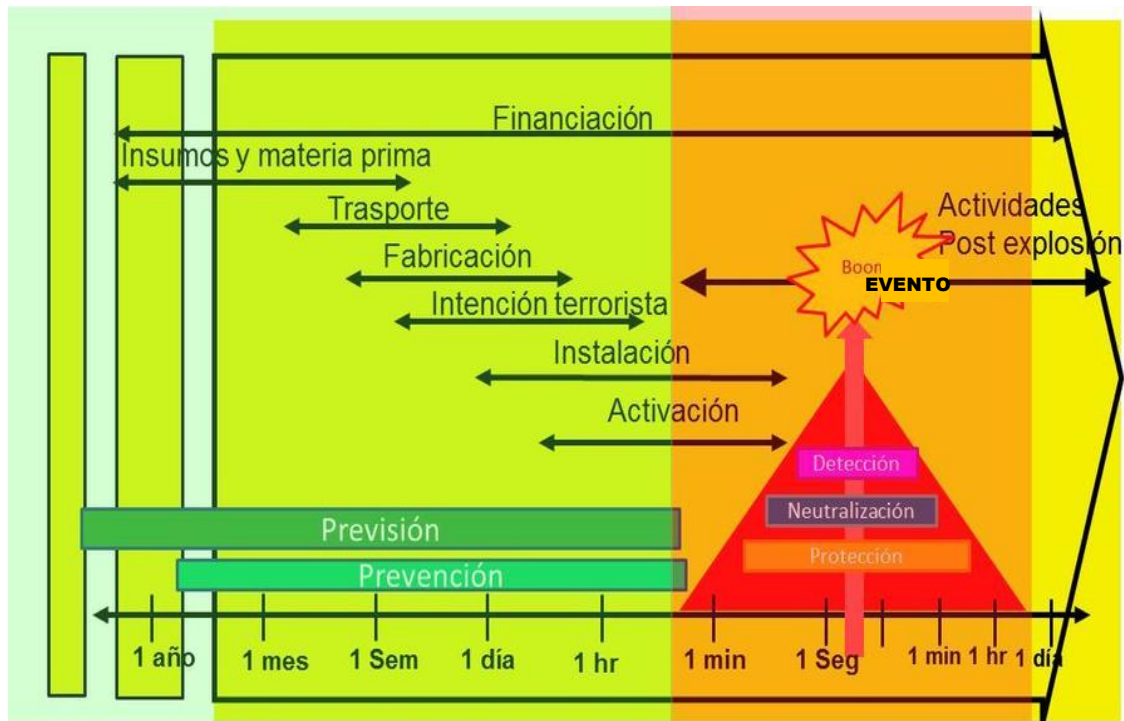 Financiación
Insumos y materia prima
Trasporte
Fabricación
Intención terrorista
Instalación
Activación
Actividades
Post explosión
Boom
EVENTO
Detección
Neutralización
Protección
Previsión
Prevención
1 año
1 mes
1 Sem
1 día
1 hr
1 min
1 Seg
1 min
1 hr
1 día